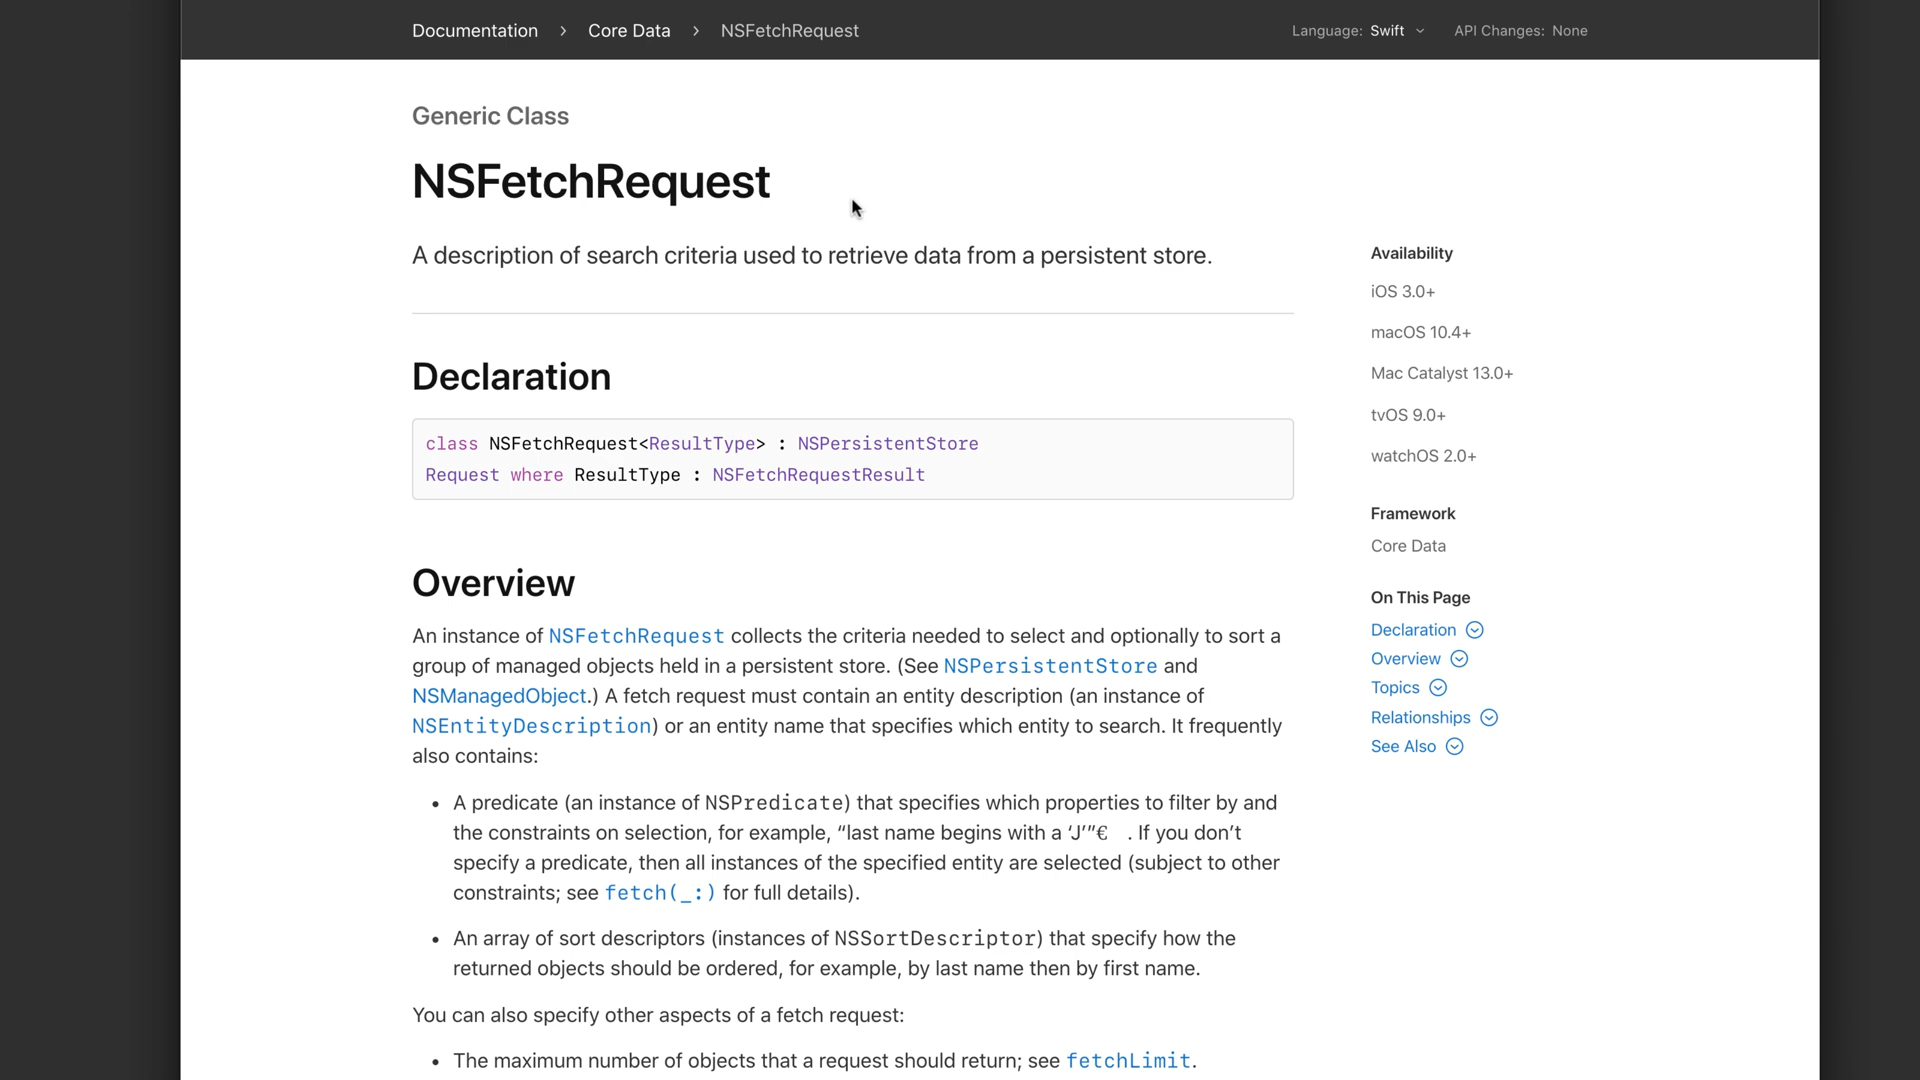 Documentation > Core Data > NSFetchRequest
Language: Swift API Changes: None
Generic Class
NSFetchRequest
A description of search criteria used to retrieve data from a persistent store.
Declaration
class NSFetchRequest<ResultType> : NSPersistentStore
Request where ResultType : NSFetchRequestResult
Overview
An instance of NSFetchRequest collects the criteria needed to select and optionally to sort a
group of managed objects held in a persistent store. (See NSPersistentStore and
NSManagedObject.) A fetch request must contain an entity description (an instance of
NSEntityDescription) or an entity name that specifies which entity to search. It frequently
also contains:
• A predicate (an instance of NSPredicate) that specifies which properties to filter by and
the constraints on selection, for example, “last name begins with a ‘J’”€ . If you don’t
specify a predicate, then all instances of the specified entity are selected (subject to other
constraints; see fetch(_:) for full details).
• An array of sort descriptors (instances of NSSortDescriptor) that specify how the
returned objects should be ordered, for example, by last name then by first name.
You can also specify other aspects of a fetch request:
• The maximum number of objects that a request should return; see fetchLimit.
Availability
iOS 3.0+
macOS 10.4+
Mac Catalyst 13.0+
tvOS 9.0+
watchOS 2.0+
Framework
Core Data
On This Page
Declaration
Overview
Topics
Relationships
See Also